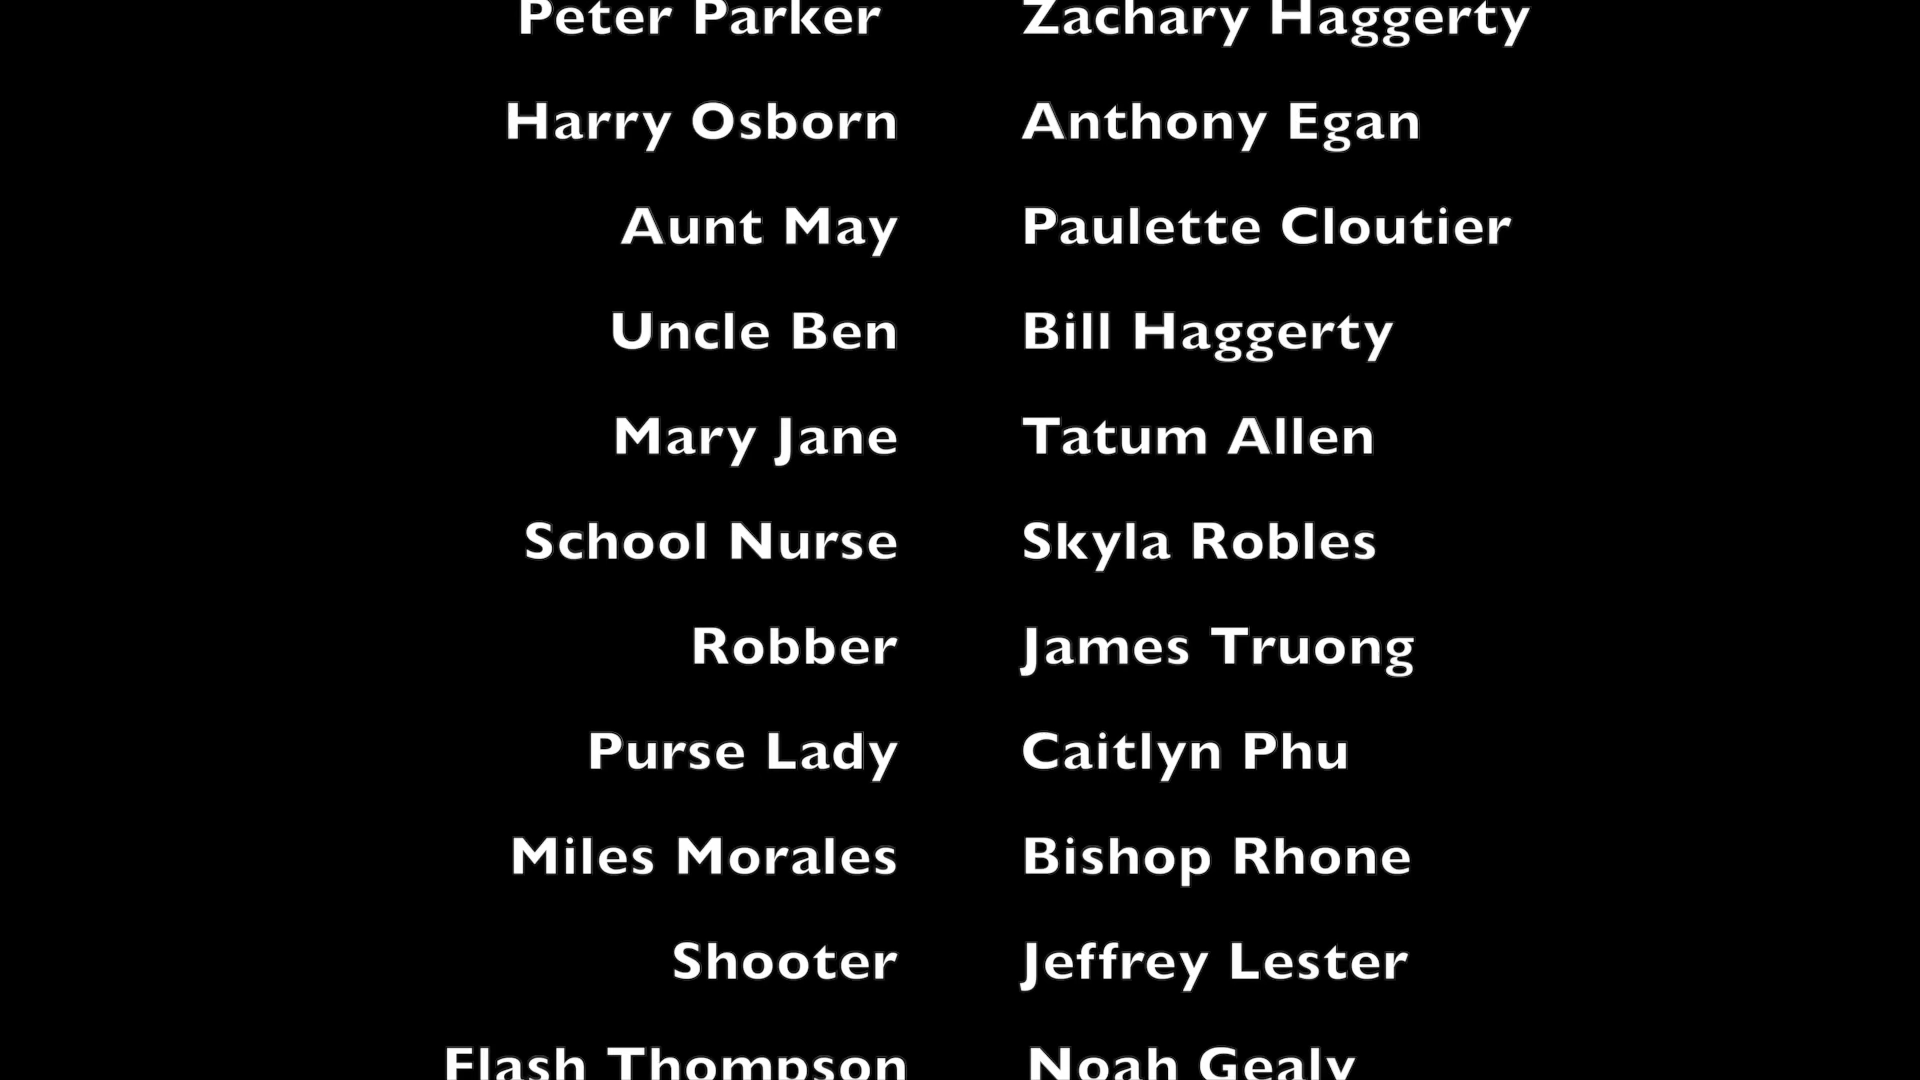 Peter Parker Zachary Haggerty
Harry Osborn Anthony Egan
Aunt May Paulette Cloutier
Uncle Ben Bill Haggerty
Mary Jane Tatum Allen
School Nurse Skyla Robles
Robber James Truong
Purse Lady Caitlyn Phu
Miles Morales Bishop Rhone
Shooter Jeffrey Lester
Flash Thompson Noah Gealy